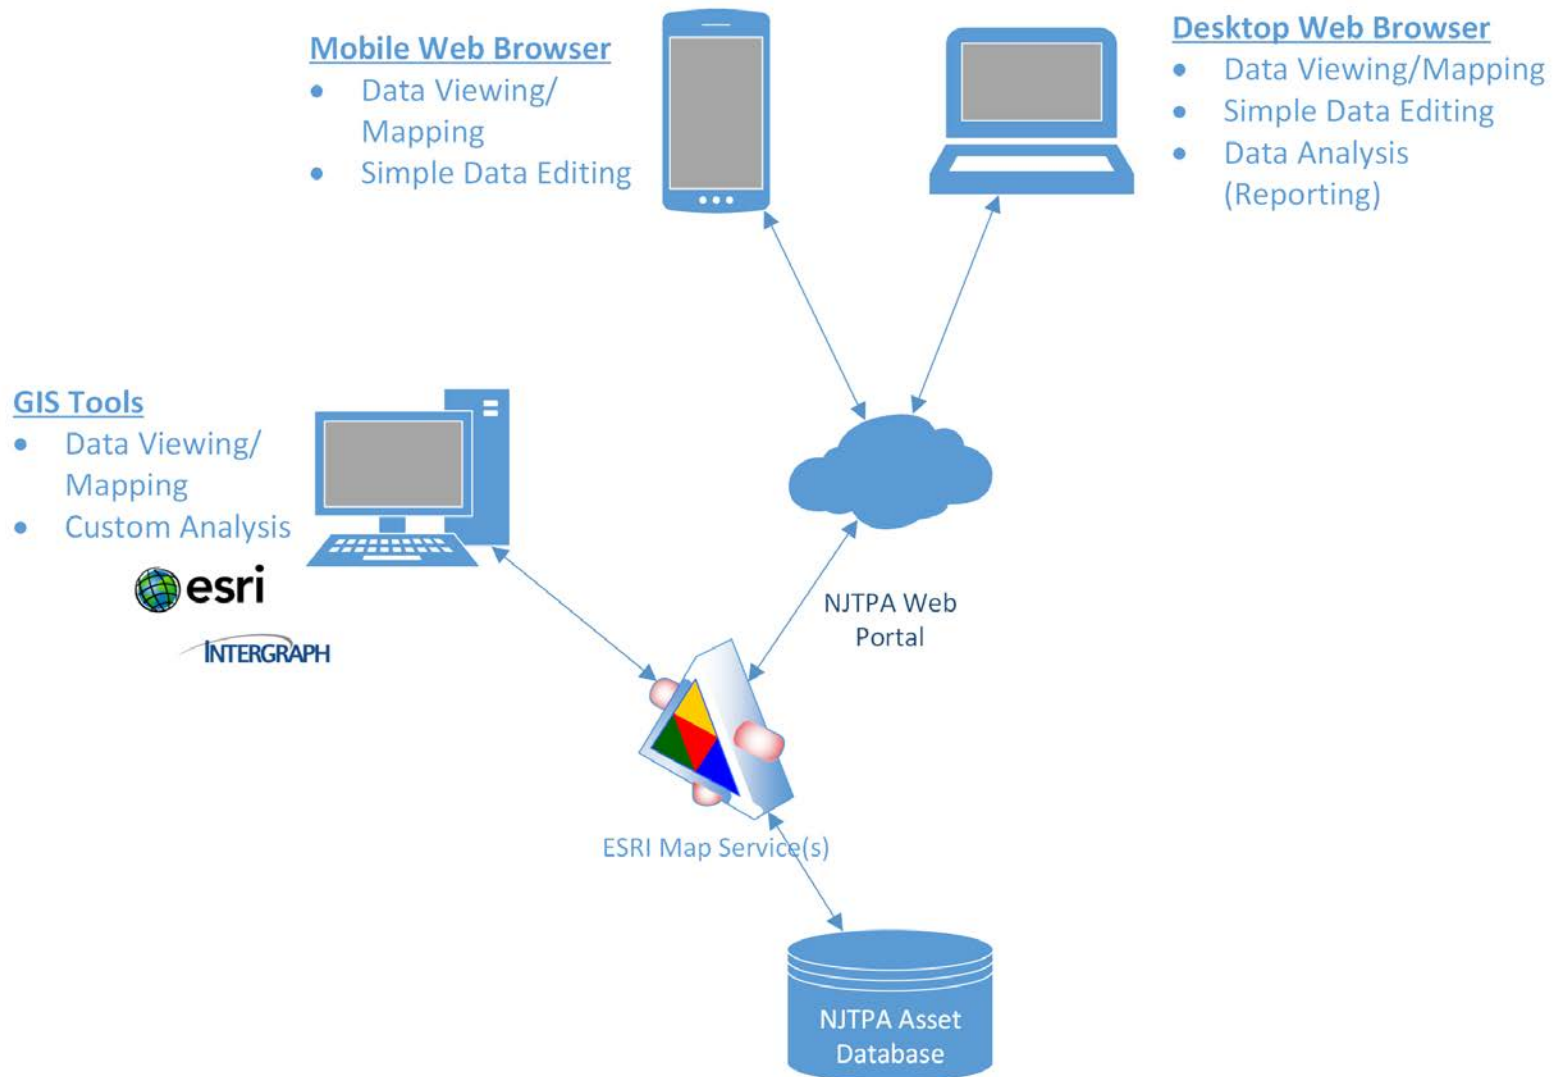 Mobile Web Browser
• Data Viewing/
Mapping
• Simple Data Editing
Desktop Web Browser
• Data Viewing/Mapping
• Simple Data Editing
• Data Analysis
(Reporting)
GIS Tools
• Data Viewing/
Mapping
• Custom Analysis
esri
INTERGRAPH
NJTPA Web
Portal
ESRI Map Service(s)
NJTPA Asset
Database